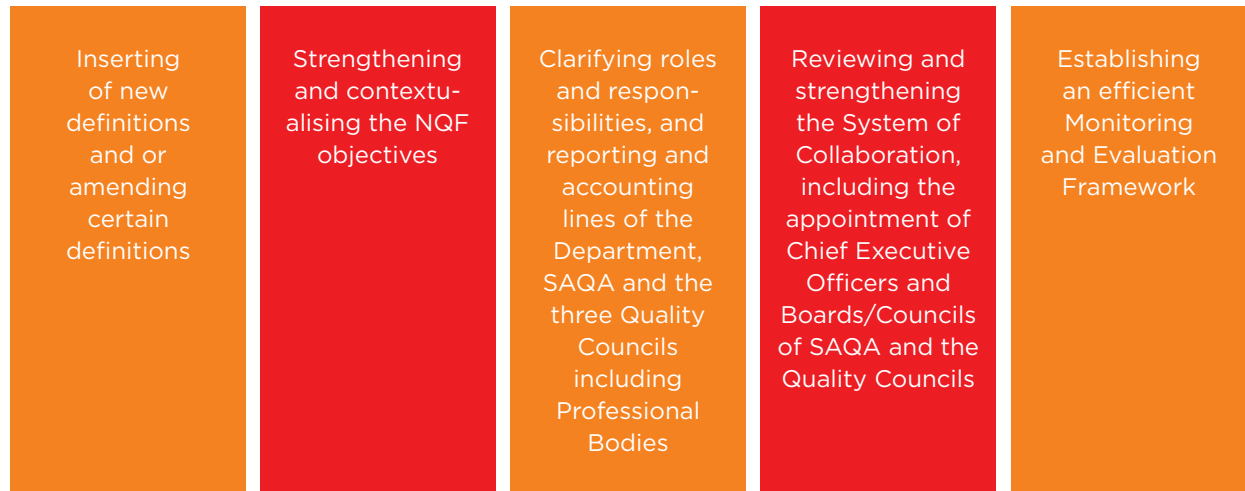 Inserting
of new
definitions
and or
amending
certain
definitions
Strengthening
and contextu-
alising the NQF
objectives
Clarifying roles
and respon-
sibilities, and
reporting and
accounting
lines of the
Department,
SAQA and the
three Quality
Councils
including
Professional
Bodies
Reviewing and
strengthening
the System of
Collaboration,
including the
appointment of
Chief Executive
Officers and
Boards/Councils
of SAQA and the
Quality Councils
Establishing
an efficient
Monitoring
and Evaluation
Framework